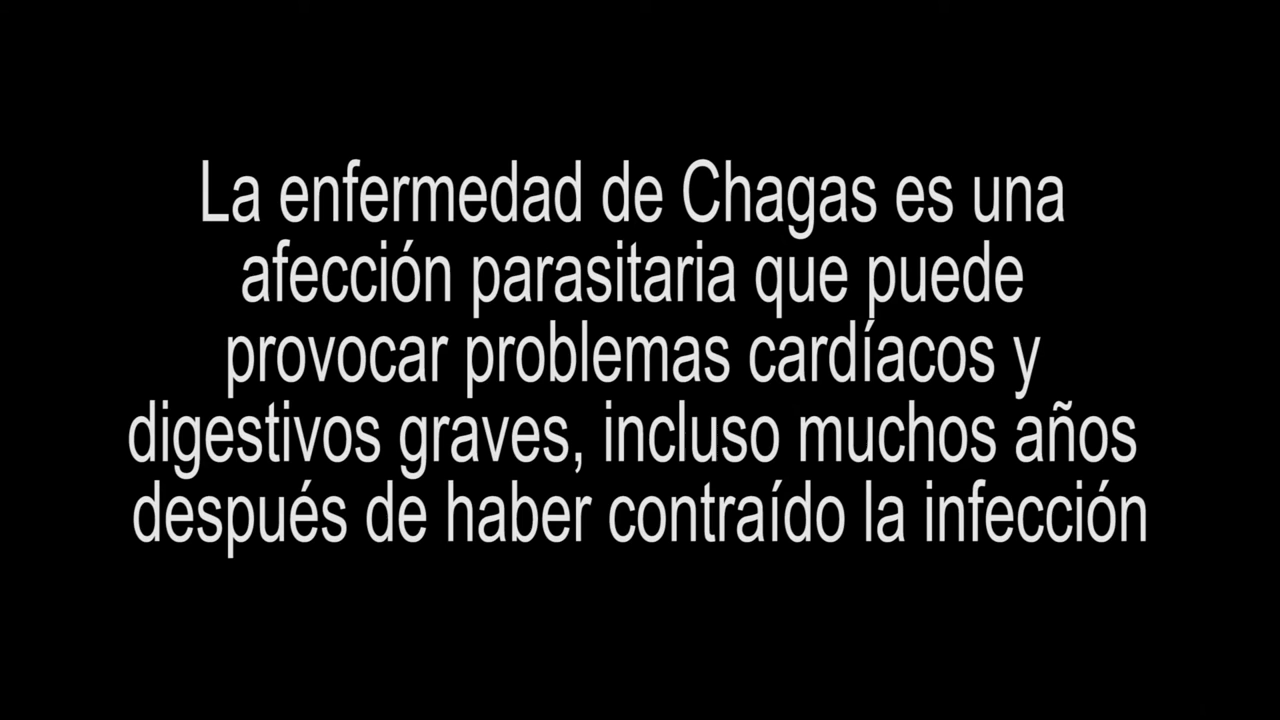 La enfermedad de Chagas es una
afección parasitaria que puede
provocar problemas cardíacos y
digestivos graves, incluso muchos años
después de haber contraído la infección